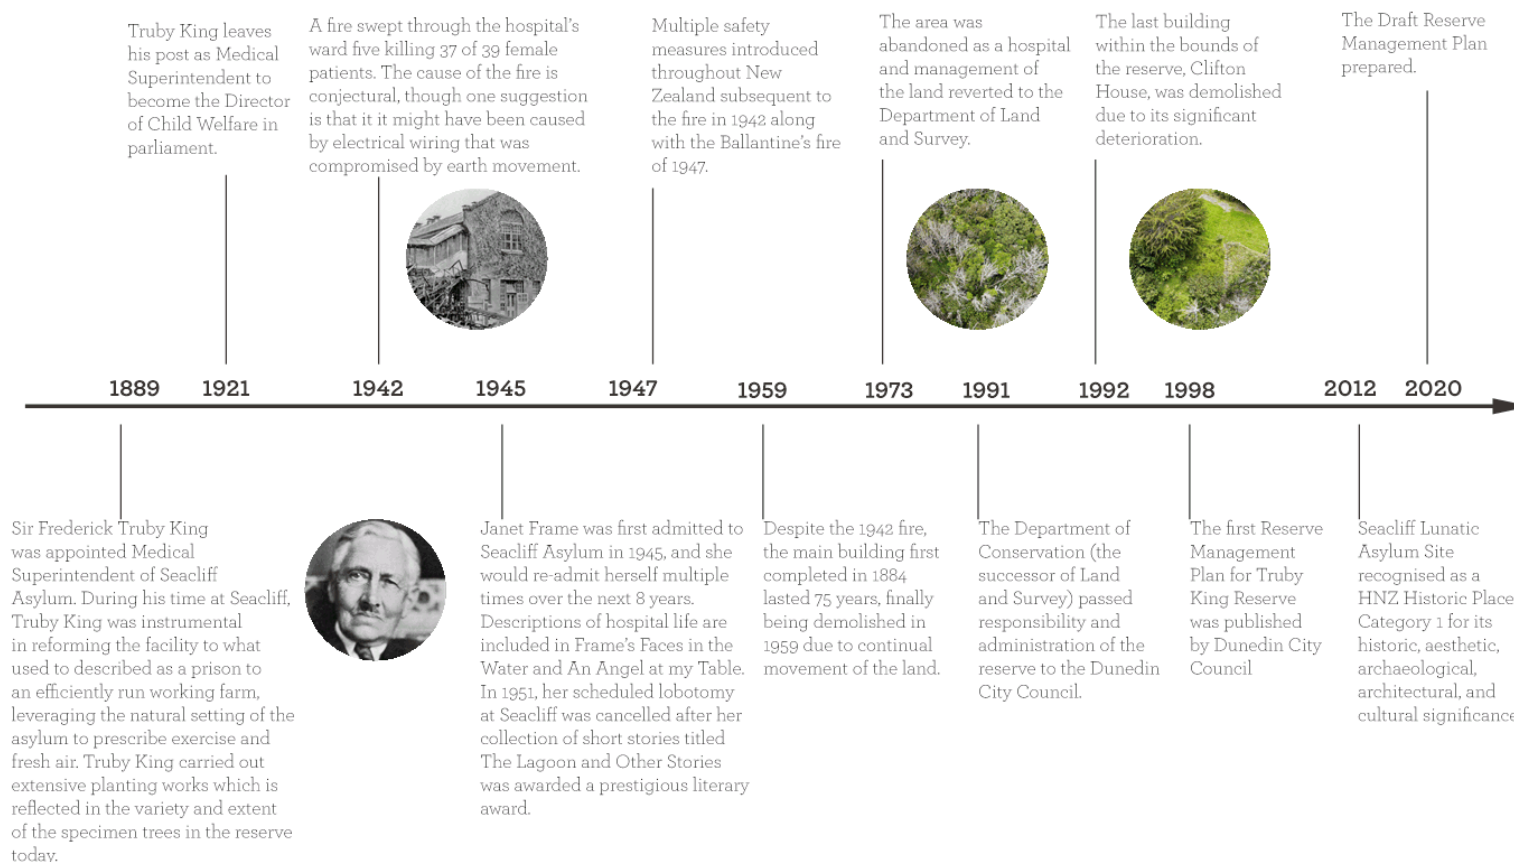 Truby King leaves
his post as Medical
Superintendent to
become the Director
of Child Welfare in
parliament.
A fire swept through the hospital's
ward five killing 37 of 39 female
patients. The cause of the fire is
conjectural, though one suggestion
is that it it might have been caused
by electrical wiring that was
compromised by earth movement.
Multiple safety
measures introduced
throughout New
Zealand subsequent to
the fire in 1942 along
with the Ballantine's fire
of 1947.
The area was
abandoned as a hospital
and management of
the land reverted to the
Department of Land
and Survey.
The last building
within the bounds of
the reserve, Clifton
House, was demolished
due to its significant
deterioration.
The Draft Reserve
Management Plan
prepared.
1889 1921 1942 1945 1947 1959 1973 1991 1992 1998 2012 2020
Sir Frederick Truby King
was appointed Medical
Superintendent of Seacliff
Asylum. During his time at Seacliff,
Truby King was instrumental
in reforming the facility to what
used to described as a prison to
an efficiently run working farm,
leveraging the natural setting of the
asylum to prescribe exercise and
fresh air. Truby King carried out
extensive planting works which is
reflected in the variety and extent
of the specimen trees in the reserve
today.
Janet Frame was first admitted to
Seacliff Asylum in 1945, and she
would re-admit herself multiple
times over the next 8 years.
Descriptions of hospital life are
included in Frame's Faces in the
Water and An Angel at my Table.
In 1951, her scheduled lobotomy
at Seacliff was cancelled after her
collection of short stories titled
The Lagoon and Other Stories
was awarded a prestigious literary
award.
Despite the 1942 fire,
the main building first
completed in 1884
lasted 75 years, finally
being demolished in
1959 due to continual
movement of the land.
The Department of
Conservation (the
successor of Land
and Survey) passed
responsibility and
administration of the
reserve to the Dunedin
City Council.
The first Reserve
Management
Plan for Truby
King Reserve
was published
by Dunedin City
Council
Seacliff Lunatic
Asylum Site
recognised as a
HNZ Historic Place
Category 1 for its
historic, aesthetic,
archaeological,
architectural, and
cultural significance